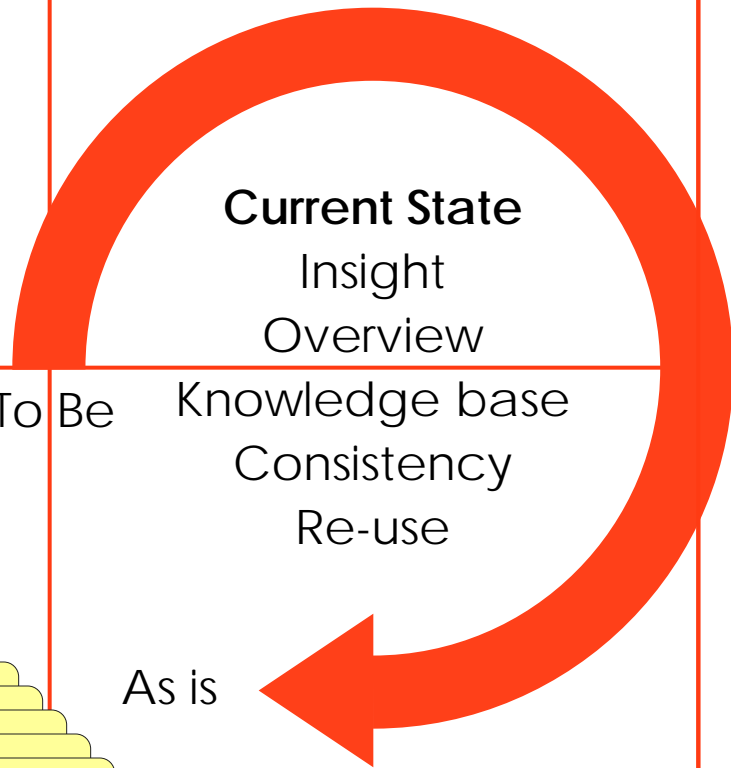 Current State
Insight
Overview
To Be
Knowledge base
Consistency
Re-use
As is